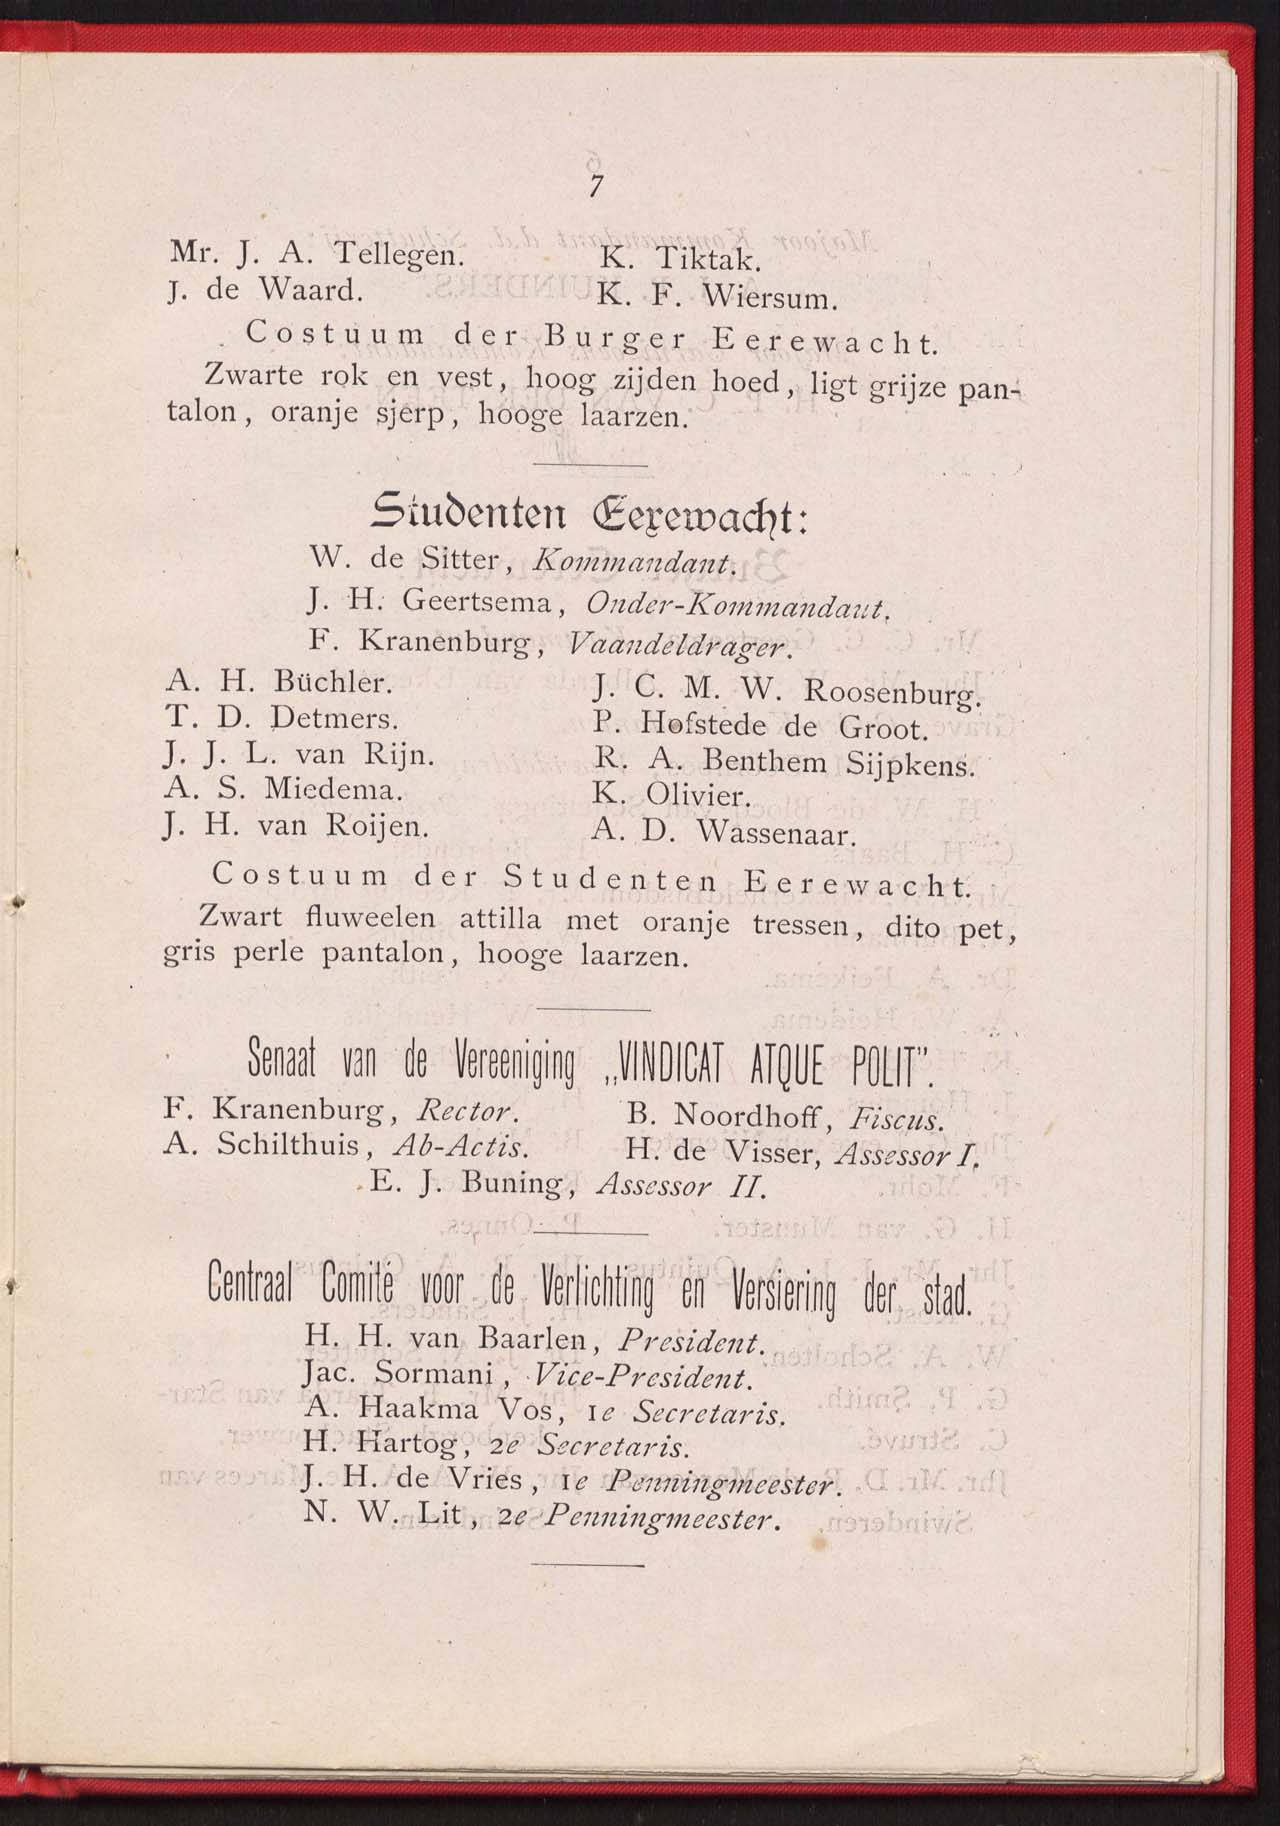 7
Mr. J. A. Tellegen. K. Tiktak.
J. de Waard. K. F. Wiersum.
Costuum der Burger Eerewacht.
Zwarte rok en vest, hoog zijden hoed, ligt grijze pan-
talon, oranje sjerp, hooge laarzen.
Studenten Eerewacht:
W. de Sitter, Kommandant.
J. H. Geertsema, Onder-Kommandant.
F. Kranenburg, Vaandeldrager.
A. H. Büchler. J. C. M. W. Roosenburg.
T. D. Detmers. P. Hofstede de Groot.
J. J. L. van Rijn. R. A. Benthem Sijpkens.
A. S. Miedema. K. Olivier.
J. H. van Roijen. A. D. Wassenaar.
Costuum der Studenten Eerewacht.
Zwart fluweelen attilla met oranje tressen, dito pet,
gris perle pantalon, hooge laarzen.
Senaat van de Vereeniging „VINDICAT ATQUE POLIT”.
F. Kranenburg, Rector. B. Noordhoff, Fiscus.
A. Schilthuis, Ab-Actis. H. de Visser, Assessor I.
E. J. Buning, Assessor II.
Centraal Comité voor de Verlichting en Versiering der stad.
H. H. van Baarlen, President.
Jac. Sormani, Vice-President.
A. Haakma Vos, 1e Secretaris.
H. Hartog, 2e Secretaris.
J. H. de Vries, 1e Penningmeester.
N. W. Lit, 2e Penningmeester.